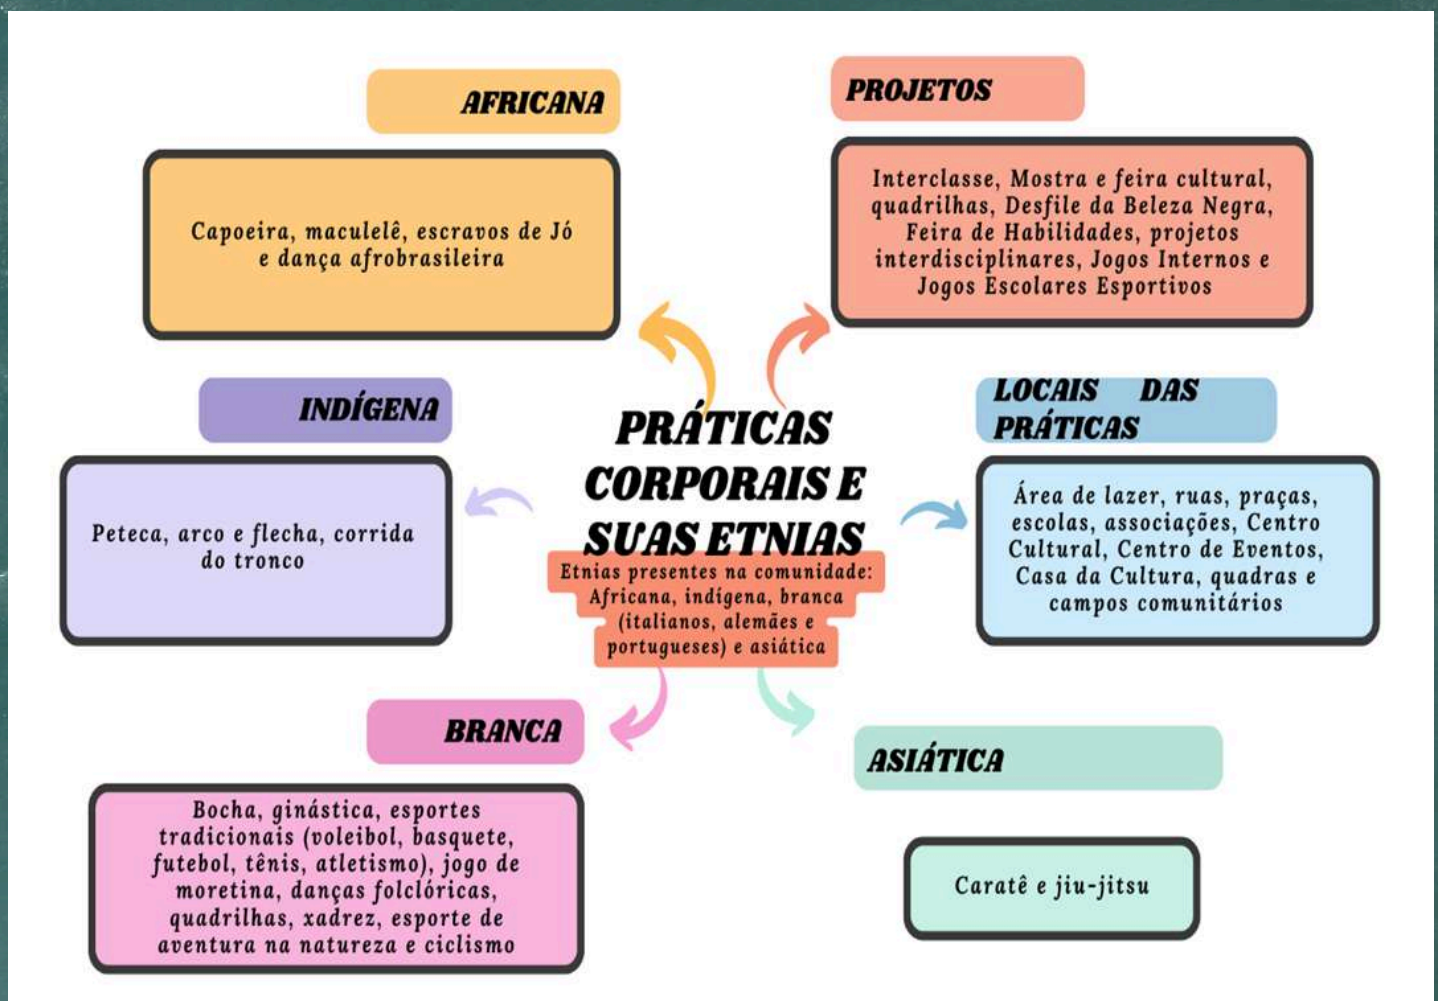 AFRICANA
Capoeira, maculelê, escravos de Jó
e dança afrobrasileira
PROJETOS
Interclasse, Mostra e feira cultural,
quadrilhas, Desfile da Beleza Negra,
Feira de Habilidades, projetos
interdisciplinares, Jogos Internos e
Jogos Escolares Esportivos
INDÍGENA
Peteca, arco e flecha, corrida
do tronco
PRÁTICAS
CORPORAIS E
SUAS ETNIAS
Etnias presentes na comunidade:
Africana, indígena, branca
(italianos, alemães e
portugueses) e asiática
LOCAIS DAS
PRÁTICAS
Área de lazer, ruas, praças,
escolas, associações, Centro
Cultural, Centro de Eventos,
Casa da Cultura, quadras e
campos comunitários
BRANCA
Bocha, ginástica, esportes
tradicionais (voleibol, basquete,
futebol, tênis, atletismo), jogo de
moretina, danças folclóricas,
quadrilhas, xadrez, esporte de
aventura na natureza e ciclismo
ASIÁTICA
Caratê e jiu-jitsu